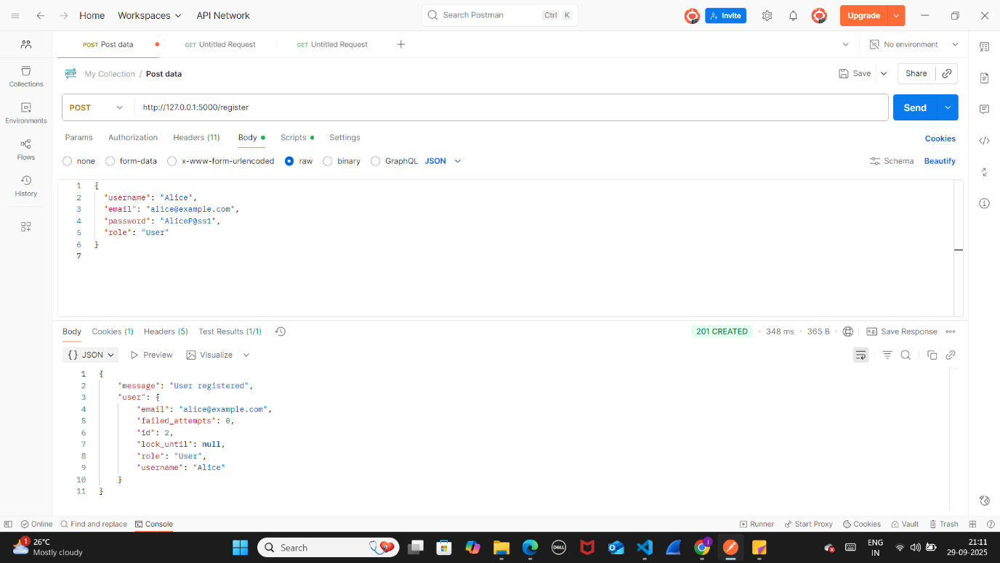 Home Workspaces API Network Search Postman Ctrl K Invite Upgrade
POST Post data GET Untitled Request GET Untitled Request No environment
HTTP My Collection / Post data Save Share
POST http://127.0.0.1:5000/register Send
Params Authorization Headers (11) Body Scripts Settings Cookies
none form-data x-www-form-urlencoded raw binary GraphQL JSON Schema Beautify
Collections
Environments
Flows
History
1 {
2 "username": "Alice",
3 "email": "alice@example.com",
4 "password": "AliceP@ss1",
5 "role": "User"
6 }
7
Body Cookies (1) Headers (5) Test Results (1/1) 201 CREATED • 348 ms • 365 B • e.g. Save Response
{} JSON Preview Visualize
1 {
2 "message": "User registered",
3 "user": {
4 "email": "alice@example.com",
5 "failed_attempts": 0,
6 "id": 2,
7 "lock_until": null,
8 "role": "User",
9 "username": "Alice"
10 }
11 }
Online Find and replace Console Runner Start Proxy Cookies Vault Trash
1 26°C
Mostly cloudy
Search
DELL
j
ENG
IN
21:11
29-09-2025